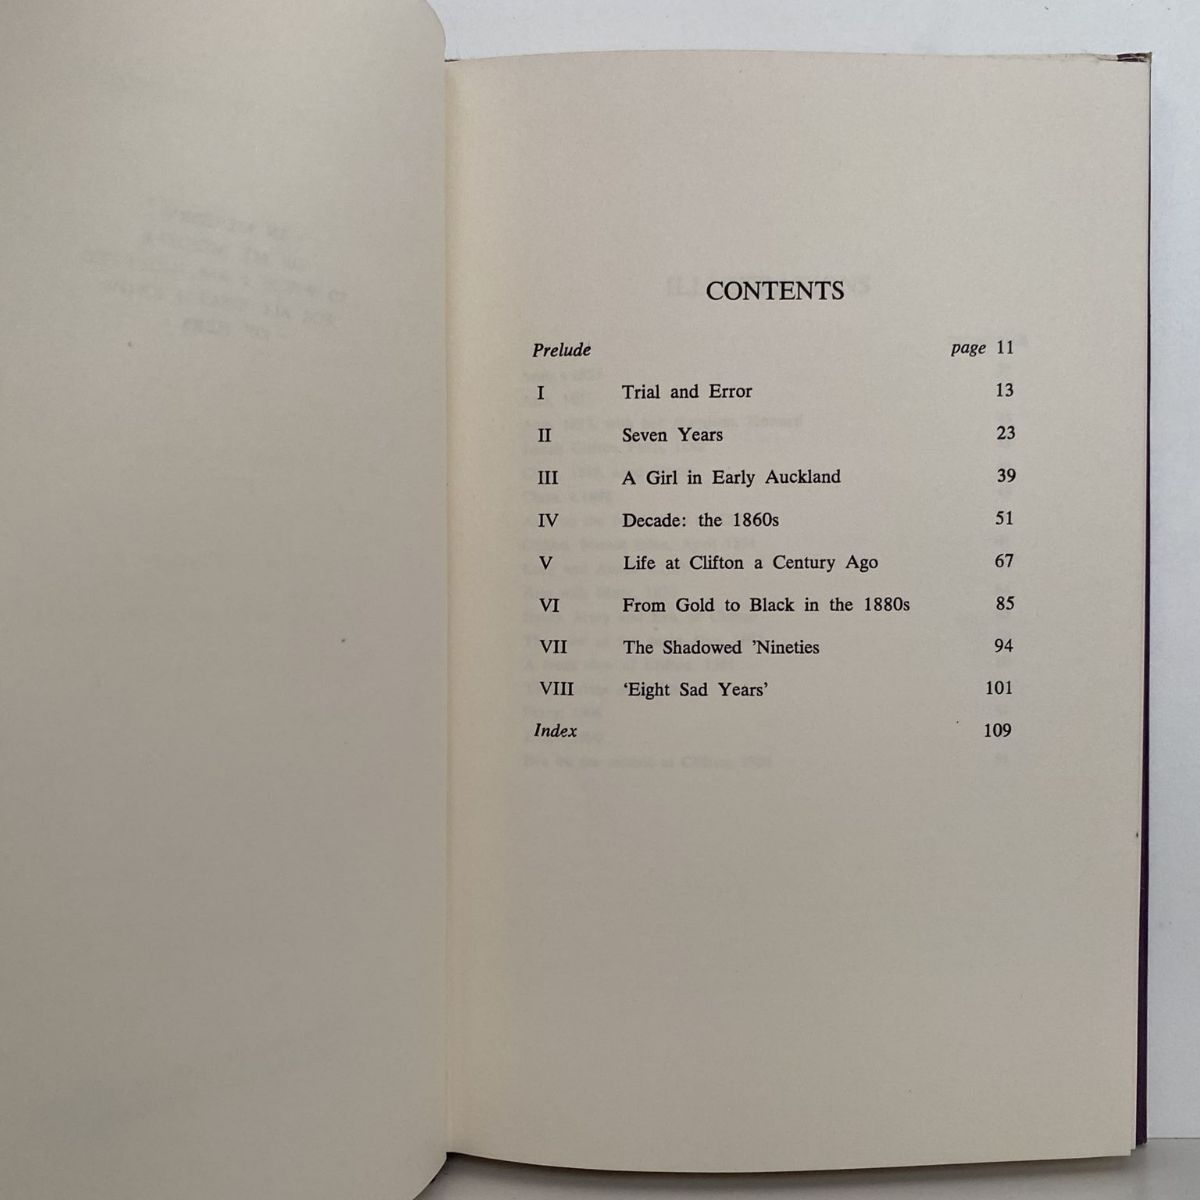 CONTENTS
Prelude page 11
I Trial and Error 13
II Seven Years 23
III A Girl in Early Auckland 39
IV Decade: the 1860s 51
V Life at Clifton a Century Ago 67
VI From Gold to Black in the 1880s 85
VII The Shadowed ’Nineties 94
VIII ‘Eight Sad Years’ 101
Index 109